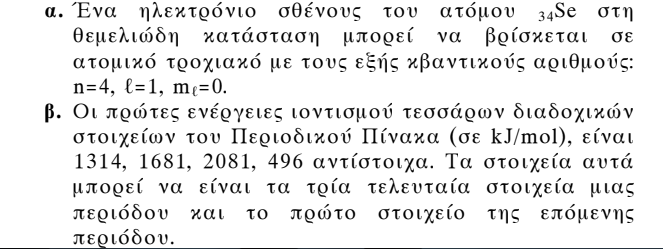 α. Ένα ηλεκτρόνιο σθένους του ατόμου ₃₄Se στη
θεμελιώδη κατάσταση μπορεί να βρίσκεται σε
ατομικό τροχιακό με τους εξής κβαντικούς αριθμούς:
n=4, ℓ=1, mℓ=0.
β. Οι πρώτες ενέργειες ιοντισμού τεσσάρων διαδοχικών
στοιχείων του Περιοδικού Πίνακα (σε kJ/mol), είναι
1314, 1681, 2081, 496 αντίστοιχα. Τα στοιχεία αυτά
μπορεί να είναι τα τρία τελευταία στοιχεία μιας
περιόδου και το πρώτο στοιχείο της επόμενης
περιόδου.